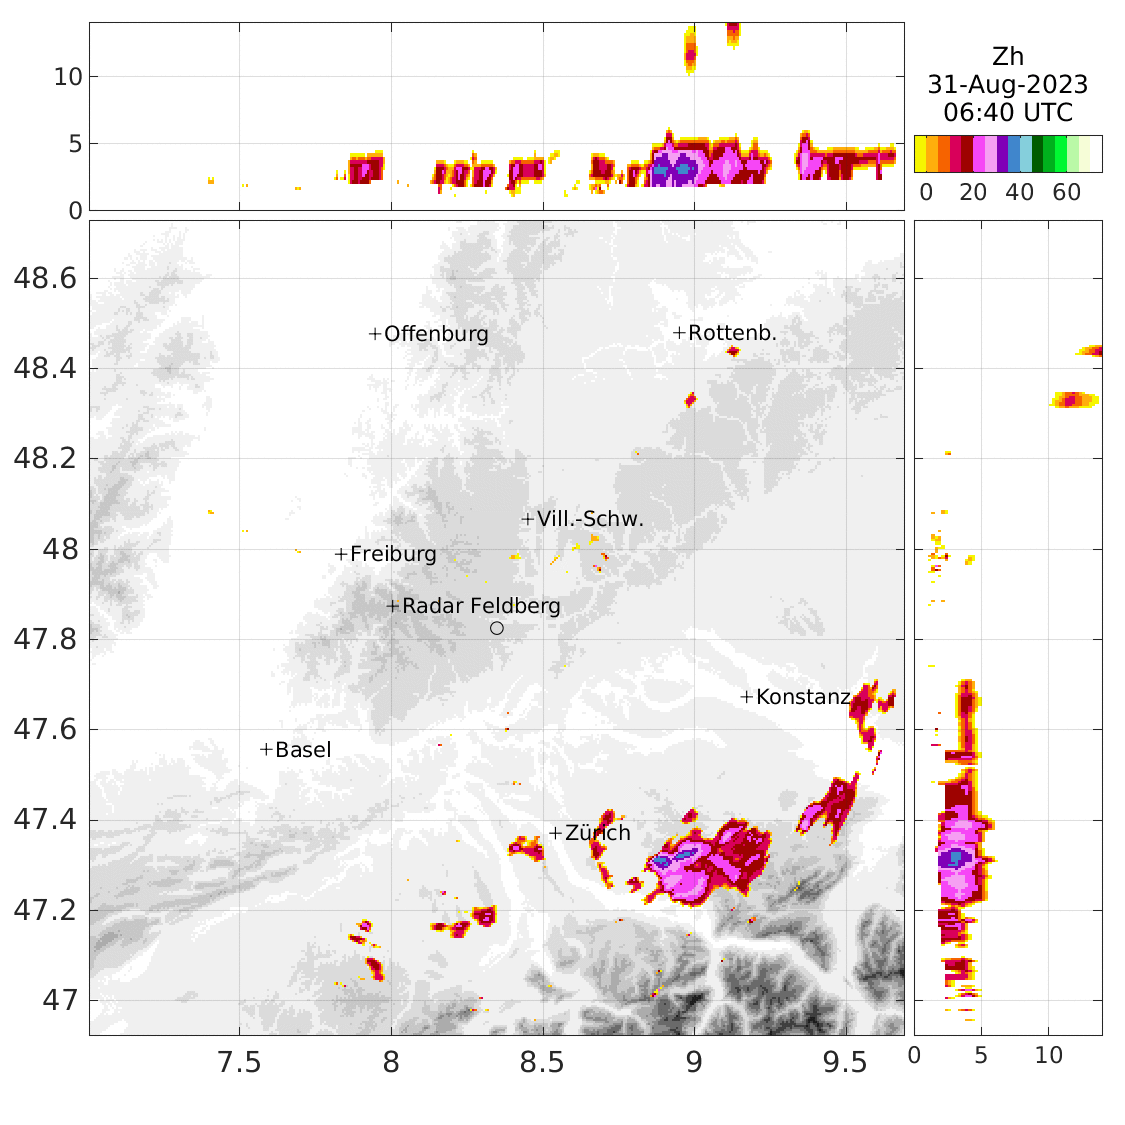 10
5
0
Zh
31-Aug-2023
06:40 UTC
0 20 40 60
48.6
48.4
48.2
48
47.8
47.6
47.4
47.2
47
+Offenburg
+Rottenb.
+Vill.-Schw.
+Freiburg
+Radar Feldberg
+Konstanz
+Basel
+Zürich
7.5 8 8.5 9 9.5
0 5 10